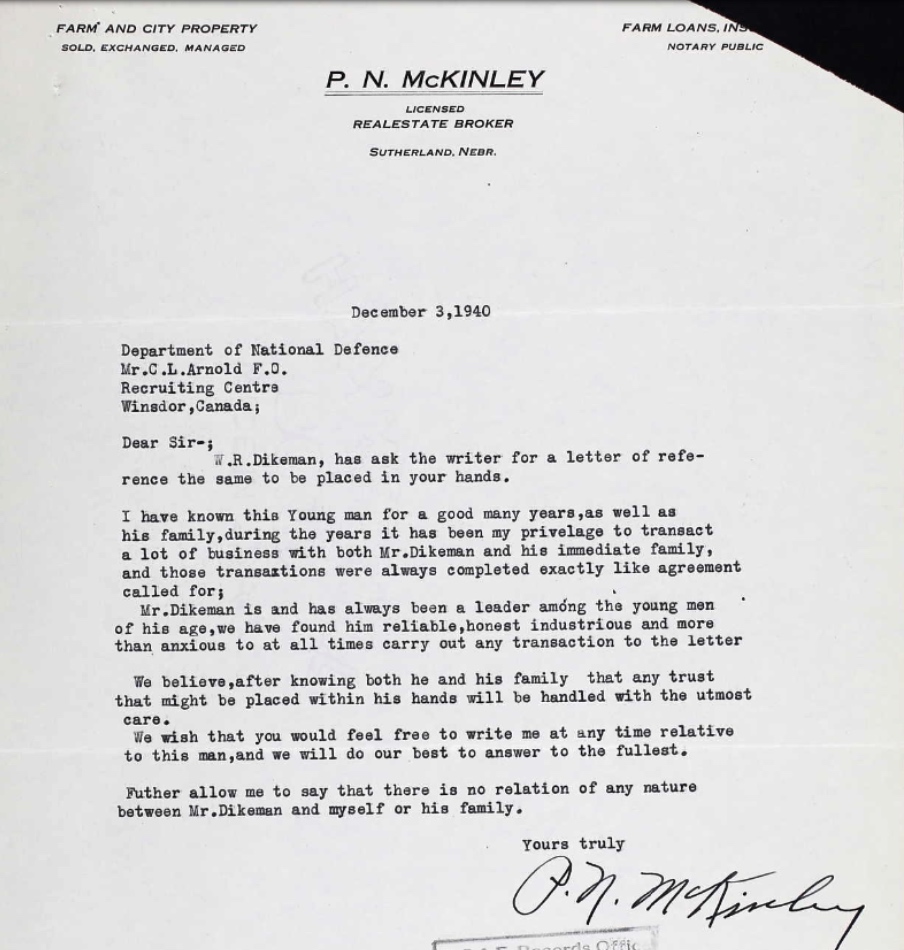 FARM AND CITY PROPERTY
SOLD, EXCHANGED, MANAGED
FARM LOANS,
NOTARY PUBLIC
P. N. McKINLEY
LICENSED
REALESTATE BROKER
SUTHERLAND, NEBR.
December 3,1940
Department of National Defence
Mr.C.L.Arnold F.O.
Recruiting Centre
Winsdor,Canada;
Dear Sir-;
W.R.Dikeman, has ask the writer for a letter of refe-
rence the same to be placed in your hands.
I have known this Young man for a good many years,as well as
his family,during the years it has been my privelage to transact
a lot of business with both Mr.Dikeman and his immediate family,
and those transaxtions were always completed exactly like agreement
called for;
Mr.Dikeman is and has always been a leader among the young men
of his age,we have found him reliable,honest industrious and more
than anxious to at all times carry out any transaction to the letter
We believe,after knowing both he and his family that any trust
that might be placed within his hands will be handled with the utmost
care.
We wish that you would feel free to write me at any time relative
to this man,and we will do our best to answer to the fullest.
Futher allow me to say that there is no relation of any nature
between Mr.Dikeman and myself or his family.
Yours truly
P. N. McKinley
Records